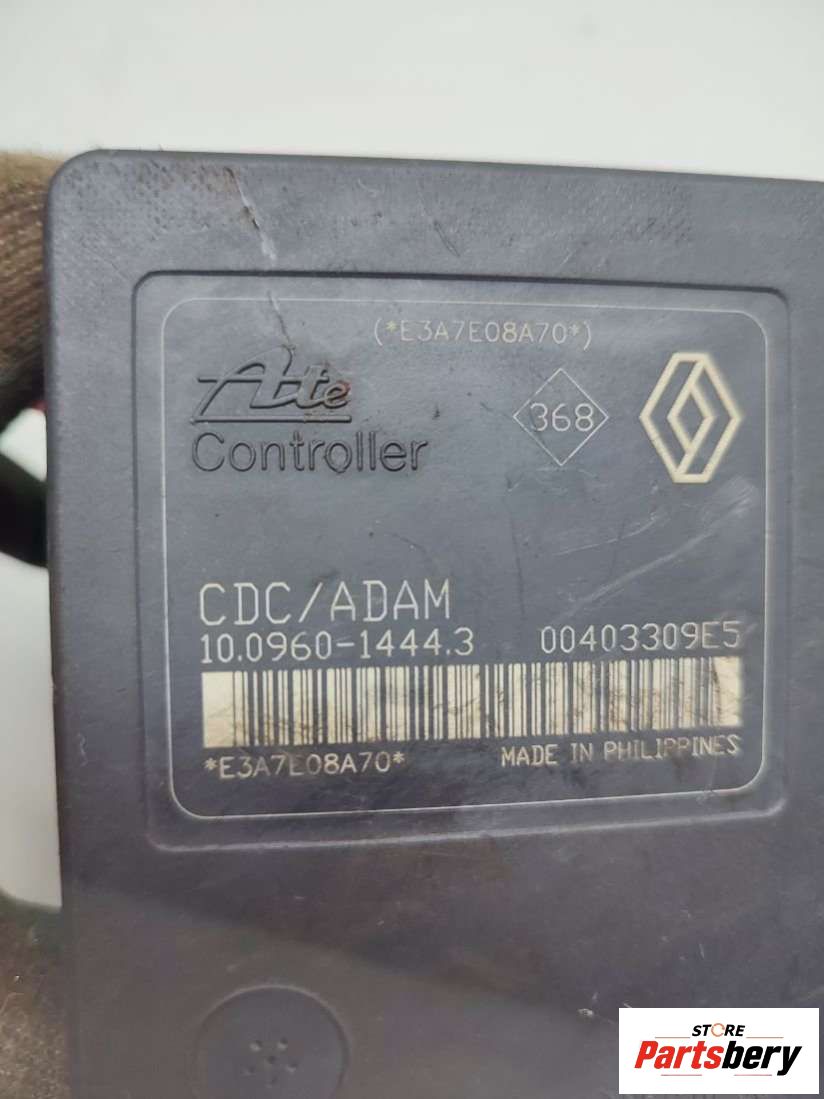 (*E3A7E08A70*)
Ate
368
Controller
CDC/ADAM
10.0960-1444.3 00403309E5
*E3A7E08A70* MADE IN PHILIPPINES
STORE
Partsbery